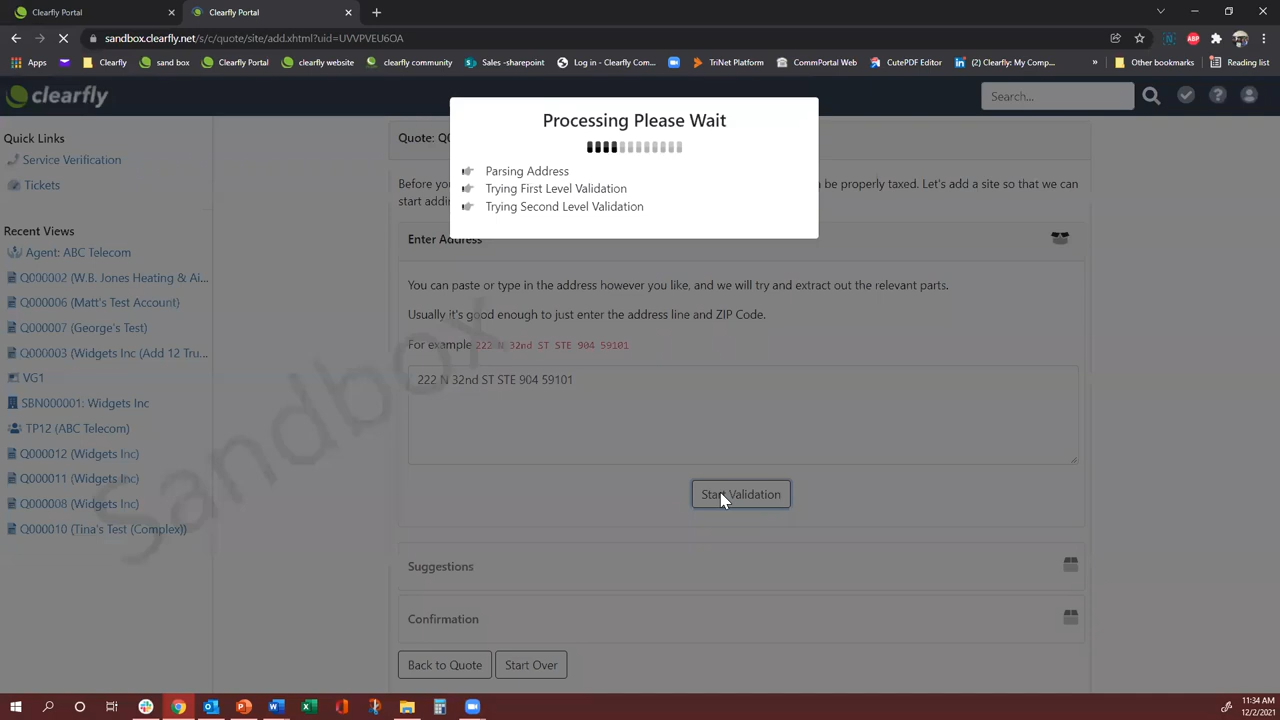 Clearfly Portal
Clearfly Portal
sandbox.clearfly.net/s/c/quote/site/add.xhtml?uid=UVVPVEU6OA
Apps
Clearfly
sand box
Clearfly Portal
clearfly website
clearfly community
Sales -sharepoint
Log in - Clearfly Com...
TriNet Platform
CommPortal Web
CutePDF Editor
(2) Clearfly: My Comp...
»
Other bookmarks
Reading list
clearfly
Search...
Processing Please Wait
Parsing Address
Trying First Level Validation
Trying Second Level Validation
Quick Links
Service Verification
Tickets
Recent Views
Agent: ABC Telecom
Q000002 (W.B. Jones Heating & Ai...
Q000006 (Matt's Test Account)
Q000007 (George's Test)
Q000003 (Widgets Inc (Add 12 Tru...
VG1
SBN000001: Widgets Inc
TP12 (ABC Telecom)
Q000012 (Widgets Inc)
Q000011 (Widgets Inc)
Q000008 (Widgets Inc)
Q000010 (Tina's Test (Complex))
Quote: Q0
Before yo
be properly taxed. Let's add a site so that we can
start addi
Enter Address
You can paste or type in the address however you like, and we will try and extract out the relevant parts.
Usually it's good enough to just enter the address line and ZIP Code.
For example 222 N 32nd ST STE 904 59101
222 N 32nd ST STE 904 59101
Start Validation
Suggestions
Confirmation
Back to Quote
Start Over
Sandbox
11:34 AM
12/2/2021